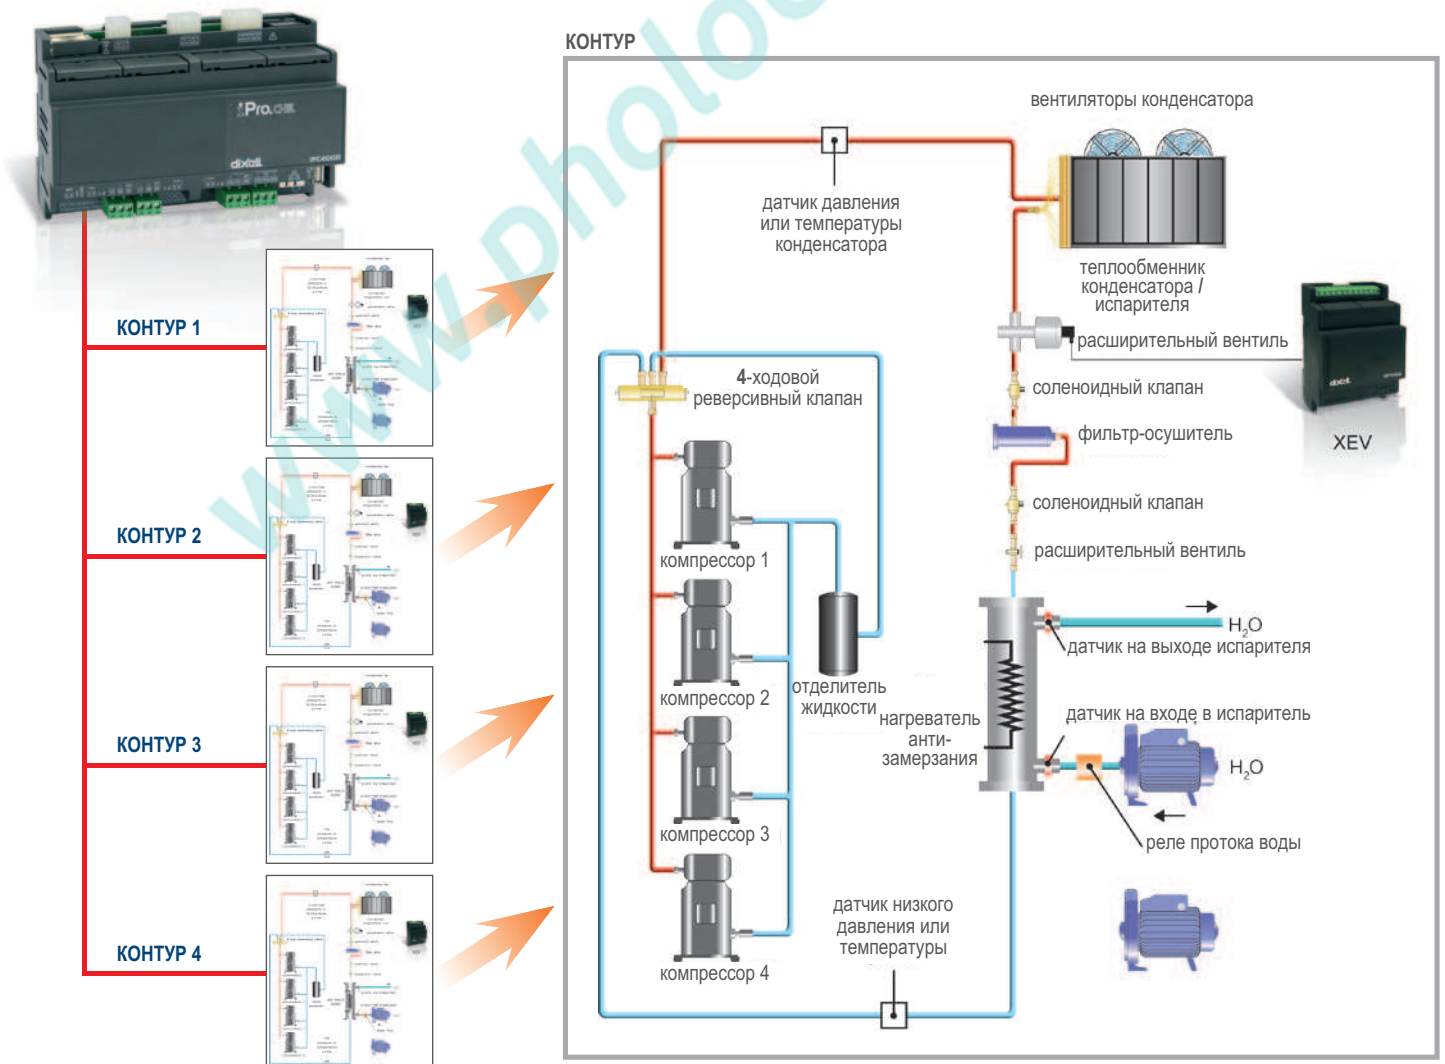 КОНТУР
iPro.
dixell
IPC400D
www.pholod
вентиляторы конденсатора
датчик давления
или температуры
конденсатора
теплообменник
конденсатора /
испарителя
КОНТУР 1
расширительный вентиль
4-ходовой
реверсивный клапан
соленоидный клапан
dixell
фильтр-осушитель
XEV
КОНТУР 2
соленоидный клапан
расширительный вентиль
компрессор 1
H2O
датчик на выходе испарителя
компрессор 2
отделитель
жидкости
нагреватель
анти-
замерзания
датчик на входе в испаритель
КОНТУР 3
H2O
компрессор 3
реле протока воды
датчик низкого
давления или
температуры
КОНТУР 4
компрессор 4